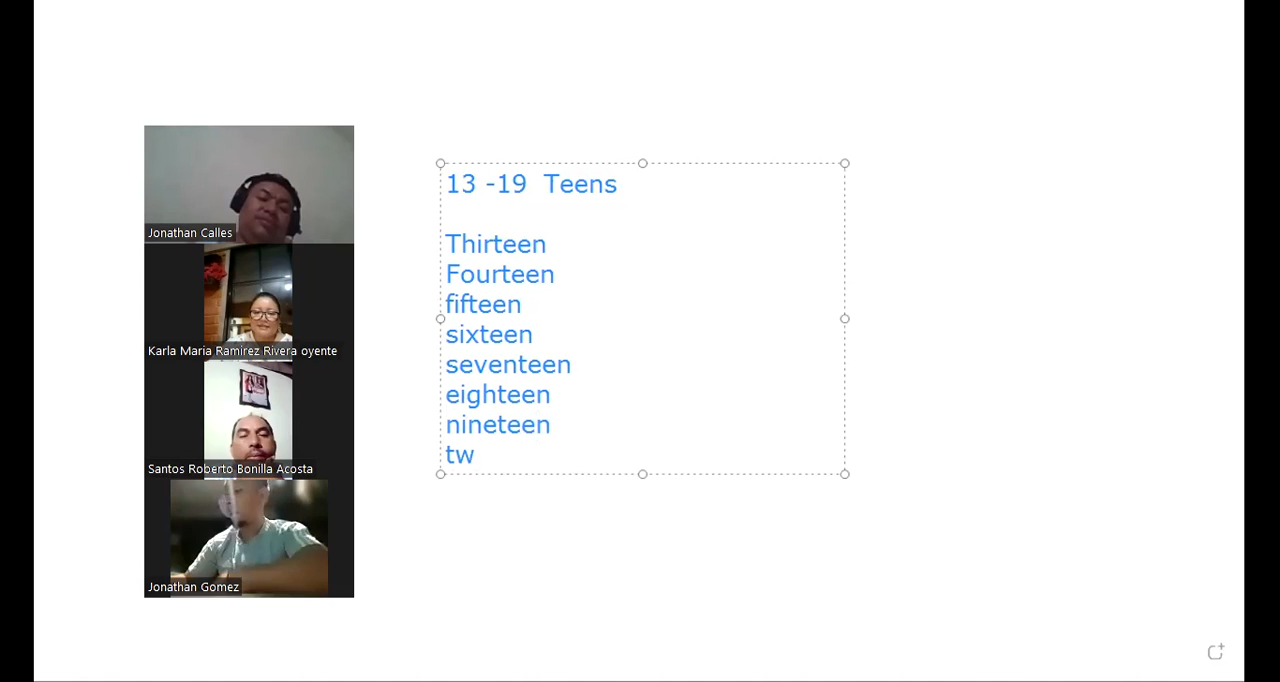 Jonathan Calles
Karla Maria Ramirez Rivera oyente
Santos Roberto Bonilla Acosta
Jonathan Gomez
13 -19  Teens
Thirteen
Fourteen
fifteen
sixteen
seventeen
eighteen
nineteen
tw